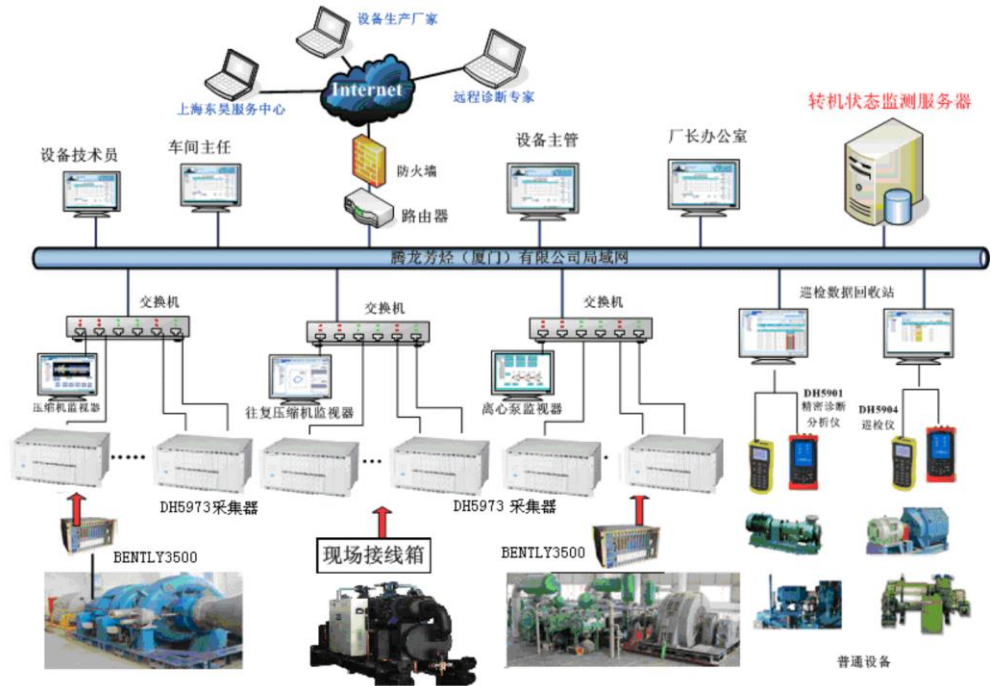 设备生产厂家
Internet
上海东昊服务中心
远程诊断专家
转机状态监测服务器
设备技术员
车间主任
防火墙
设备主管
厂长办公室
路由器
腾龙芳烃（厦门）有限公司局域网
交换机
交换机
交换机
巡检数据回收站
压缩机监视器
往复压缩机监视器
离心泵监视器
DH5901
精密诊断
分析仪
DH5904
巡检仪
DH5973采集器
DH5973 采集器
BENTLY3500
现场接线箱
BENTLY3500
普通设备